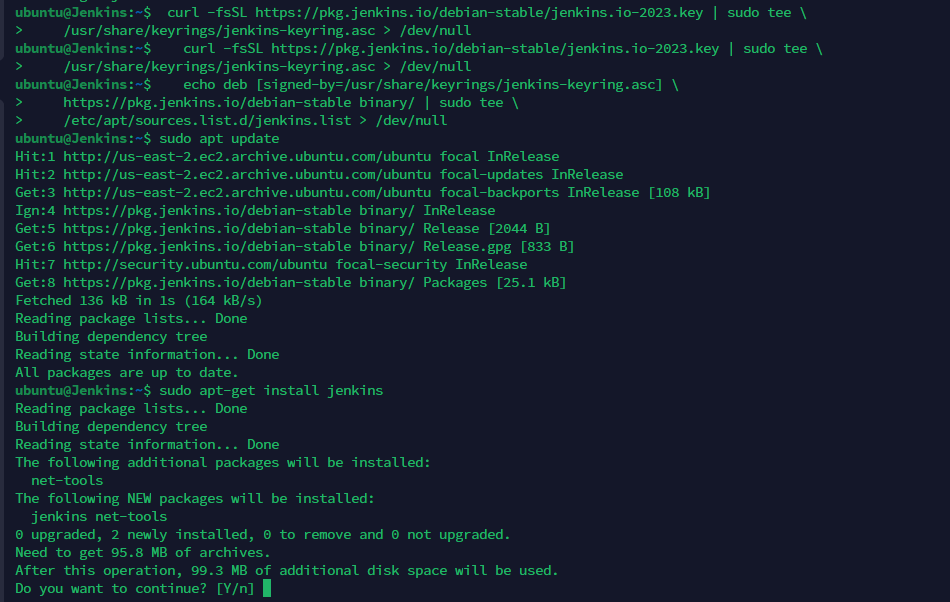 ubuntu@Jenkins:~$  curl -fsSL https://pkg.jenkins.io/debian-stable/jenkins.io-2023.key | sudo tee \
>     /usr/share/keyrings/jenkins-keyring.asc > /dev/null
ubuntu@Jenkins:~$    curl -fsSL https://pkg.jenkins.io/debian-stable/jenkins.io-2023.key | sudo tee \
>     /usr/share/keyrings/jenkins-keyring.asc > /dev/null
ubuntu@Jenkins:~$    echo deb [signed-by=/usr/share/keyrings/jenkins-keyring.asc] \
>     https://pkg.jenkins.io/debian-stable binary/ | sudo tee \
>     /etc/apt/sources.list.d/jenkins.list > /dev/null
ubuntu@Jenkins:~$ sudo apt update
Hit:1 http://us-east-2.ec2.archive.ubuntu.com/ubuntu focal InRelease
Hit:2 http://us-east-2.ec2.archive.ubuntu.com/ubuntu focal-updates InRelease
Get:3 http://us-east-2.ec2.archive.ubuntu.com/ubuntu focal-backports InRelease [108 kB]
Ign:4 https://pkg.jenkins.io/debian-stable binary/ InRelease
Get:5 https://pkg.jenkins.io/debian-stable binary/ Release [2044 B]
Get:6 https://pkg.jenkins.io/debian-stable binary/ Release.gpg [833 B]
Hit:7 http://security.ubuntu.com/ubuntu focal-security InRelease
Get:8 https://pkg.jenkins.io/debian-stable binary/ Packages [25.1 kB]
Fetched 136 kB in 1s (164 kB/s)
Reading package lists... Done
Building dependency tree
Reading state information... Done
All packages are up to date.
ubuntu@Jenkins:~$ sudo apt-get install jenkins
Reading package lists... Done
Building dependency tree
Reading state information... Done
The following additional packages will be installed:
  net-tools
The following NEW packages will be installed:
  jenkins net-tools
0 upgraded, 2 newly installed, 0 to remove and 0 not upgraded.
Need to get 95.8 MB of archives.
After this operation, 99.3 MB of additional disk space will be used.
Do you want to continue? [Y/n]